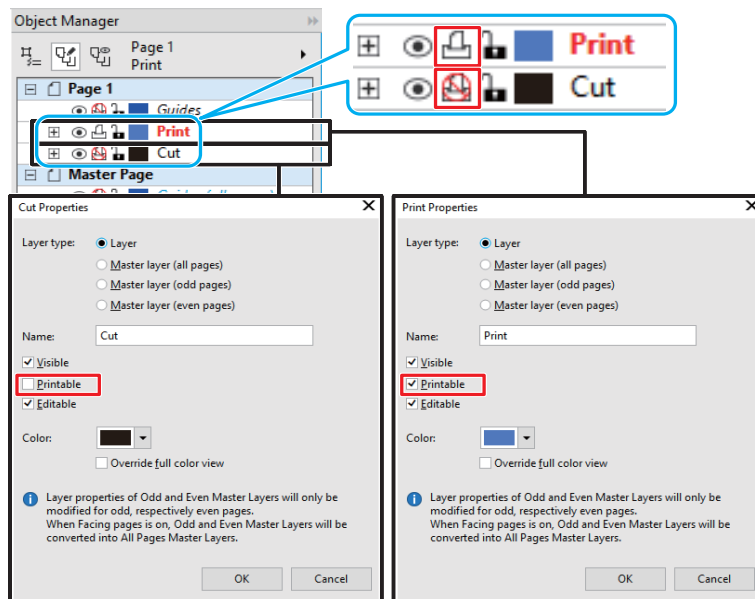 Object Manager
Page 1
Print
Page 1
Guides
Print
Cut
Master Page
Print
Cut
Cut Properties
Layer type:
Layer
Master layer (all pages)
Master layer (odd pages)
Master layer (even pages)
Name:
Cut
Visible
Printable
Editable
Color:
Override full color view
Layer properties of Odd and Even Master Layers will only be
modified for odd, respectively even pages.
When Facing pages is on, Odd and Even Master Layers will be
converted into All Pages Master Layers.
OK
Cancel
Print Properties
Layer type:
Layer
Master layer (all pages)
Master layer (odd pages)
Master layer (even pages)
Name:
Print
Visible
Printable
Editable
Color:
Override full color view
Layer properties of Odd and Even Master Layers will only be
modified for odd, respectively even pages.
When Facing pages is on, Odd and Even Master Layers will be
converted into All Pages Master Layers.
OK
Cancel